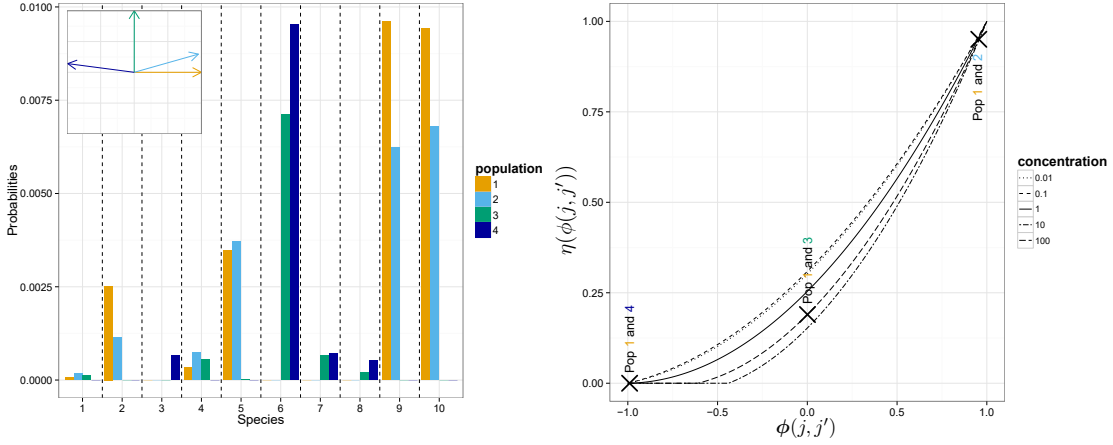 0.0100
0.0075
0.0050
0.0025
0.0000
Probabilities
1 2 3 4 5 6 7 8 9 10
Species
population
1
2
3
4
1.00
0.75
0.50
0.25
0.00
η(ϕ(j, j′))
Pop 1 and 4
Pop 1 and 3
Pop 1 and 2
−1.0 −0.5 0.0 0.5 1.0
ϕ(j, j′)
concentration
0.01
0.1
1
10
100